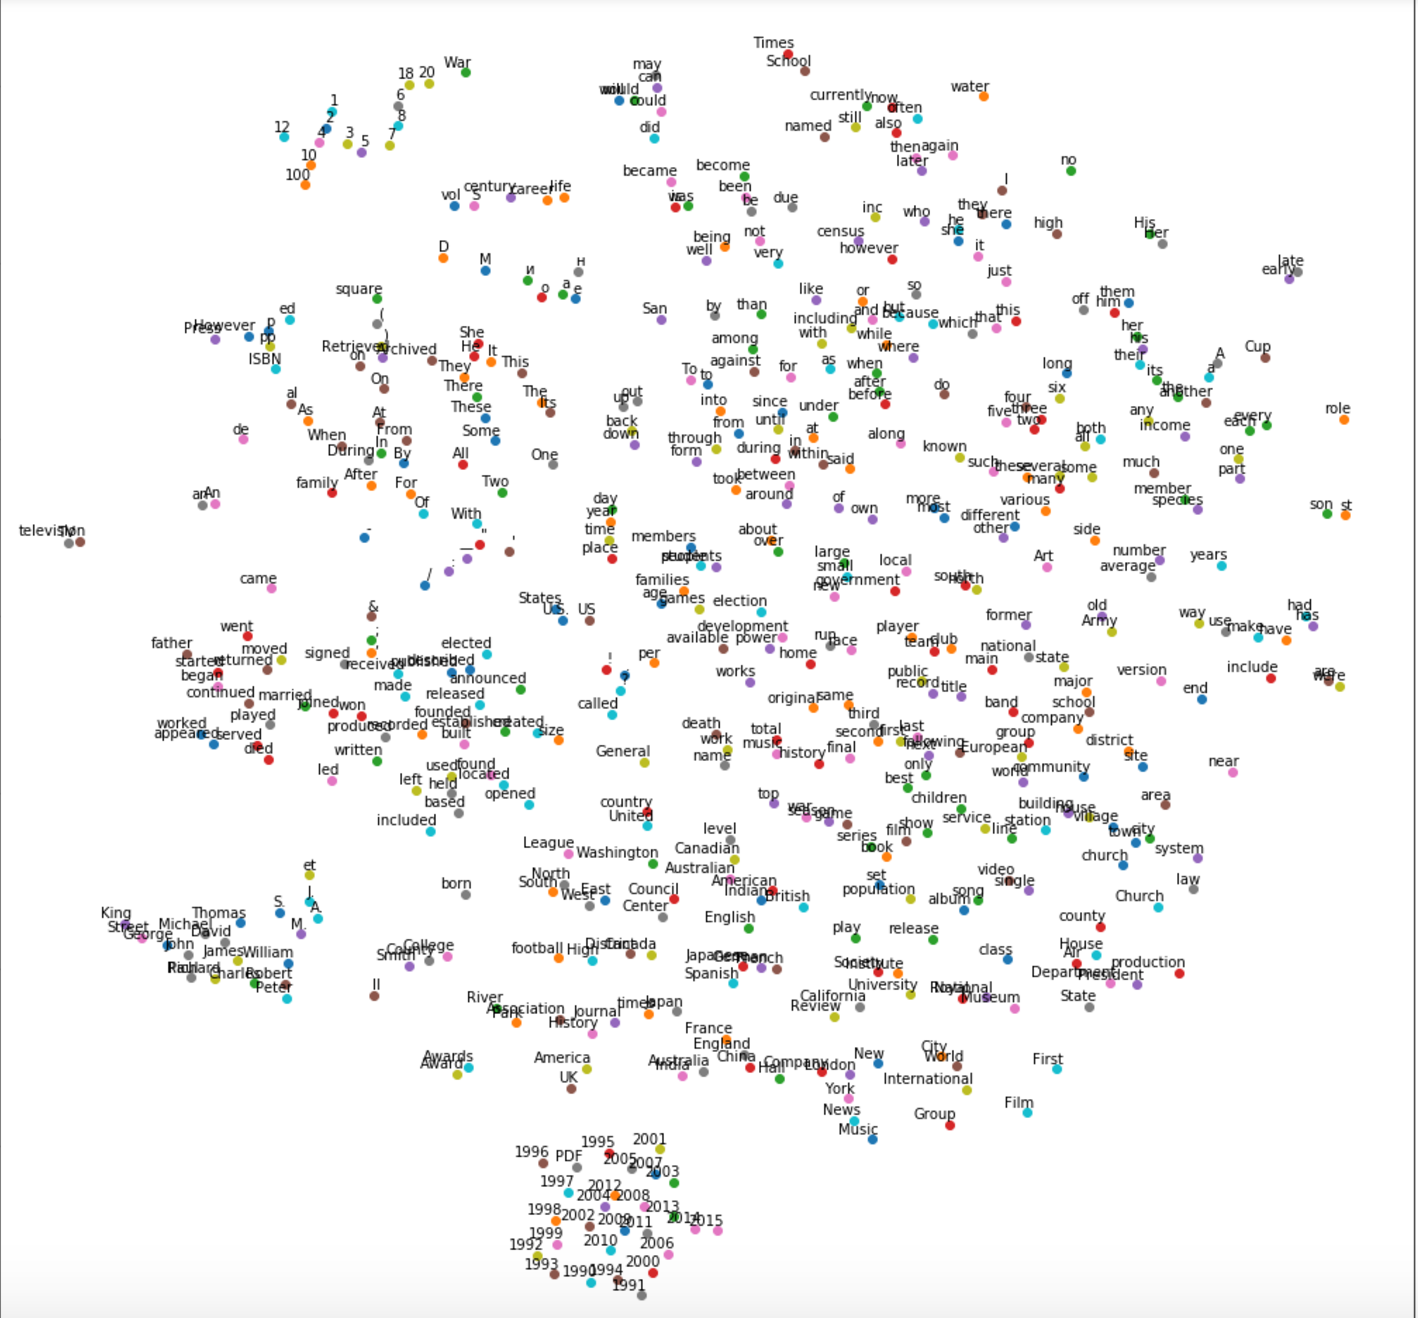 Times
School
War
18 20
may
can
would
could
did
currently
now
often
water
still
also
named
6
1
2
8
12
4
3
5
7
10
100
then
again
later
no
became
become
been
be
due
I
vol
S
century
career
life
was
inc
who
they
there
he
she
high
His
Her
being
not
well
very
census
however
it
D
M
и
н
о
а
е
just
late
early
square
(
)
San
by
than
like
or
so
and
but
because
including
with
while
which
that
this
where
off
them
him
her
his
their
its
the
another
A
a
Cup
ed
Press
However
p
pp
ISBN
Retrieved
Archived
on
On
She
He
It
They
This
There
The
Its
These
Some
among
against
To
to
for
as
when
after
before
do
long
six
four
three
five
two
any
income
every
each
role
al
As
de
At
From
When
During
In
By
All
One
out
up
back
down
into
since
from
until
under
at
through
form
during
in
within
said
along
known
such
these
several
some
many
both
all
much
one
part
family
After
For
Of
With
Two
an
An
took
between
around
of
own
more
most
various
different
other
member
species
son
st
television
-
"
'
:
/
day
year
time
place
members
students
about
over
large
small
local
government
new
south
north
side
Art
number
average
years
came
families
age
games
election
States
U.S.
US
&
;
went
father
started
returned
moved
began
continued
signed
received
published
described
elected
announced
made
released
development
available
power
per
!
?
called
run
race
home
player
team
club
former
national
main
state
old
Army
way
use
make
had
has
have
include
are
were
works
public
record
title
version
end
married
joined
won
played
produced
recorded
founded
established
created
size
built
worked
appeared
served
died
written
led
original
same
third
second
first
last
following
next
band
major
school
company
group
European
district
site
near
death
work
name
total
music
history
final
General
used
found
located
left
held
based
opened
included
only
best
world
community
country
United
top
war
season
game
children
building
house
village
area
level
series
film
show
service
line
station
town
city
League
Washington
Canadian
Australian
American
Indian
British
book
set
population
church
system
law
et
J.
A.
S.
M.
born
North
South
West
East
Council
Center
English
video
single
song
album
Church
King
Street
George
Thomas
Michael
David
John
James
William
Richard
Charles
Robert
Peter
play
release
county
College
County
Smith
football
High
District
Canada
Japanese
German
French
Spanish
class
House
Air
Department
President
production
Society
Institute
University
Royal
National
Museum
State
II
River
Association
Park
Journal
History
times
Japan
California
Review
France
England
China
Awards
Award
America
UK
Australia
India
Company
Hall
London
New
City
World
International
First
York
News
Music
Group
Film
1996
PDF
1995
2001
2005
2007
2003
1997
2012
2004
2008
1998
2002
2009
2011
2013
2014
2015
1999
1992
2010
2006
1993
1990
1994
2000
1991